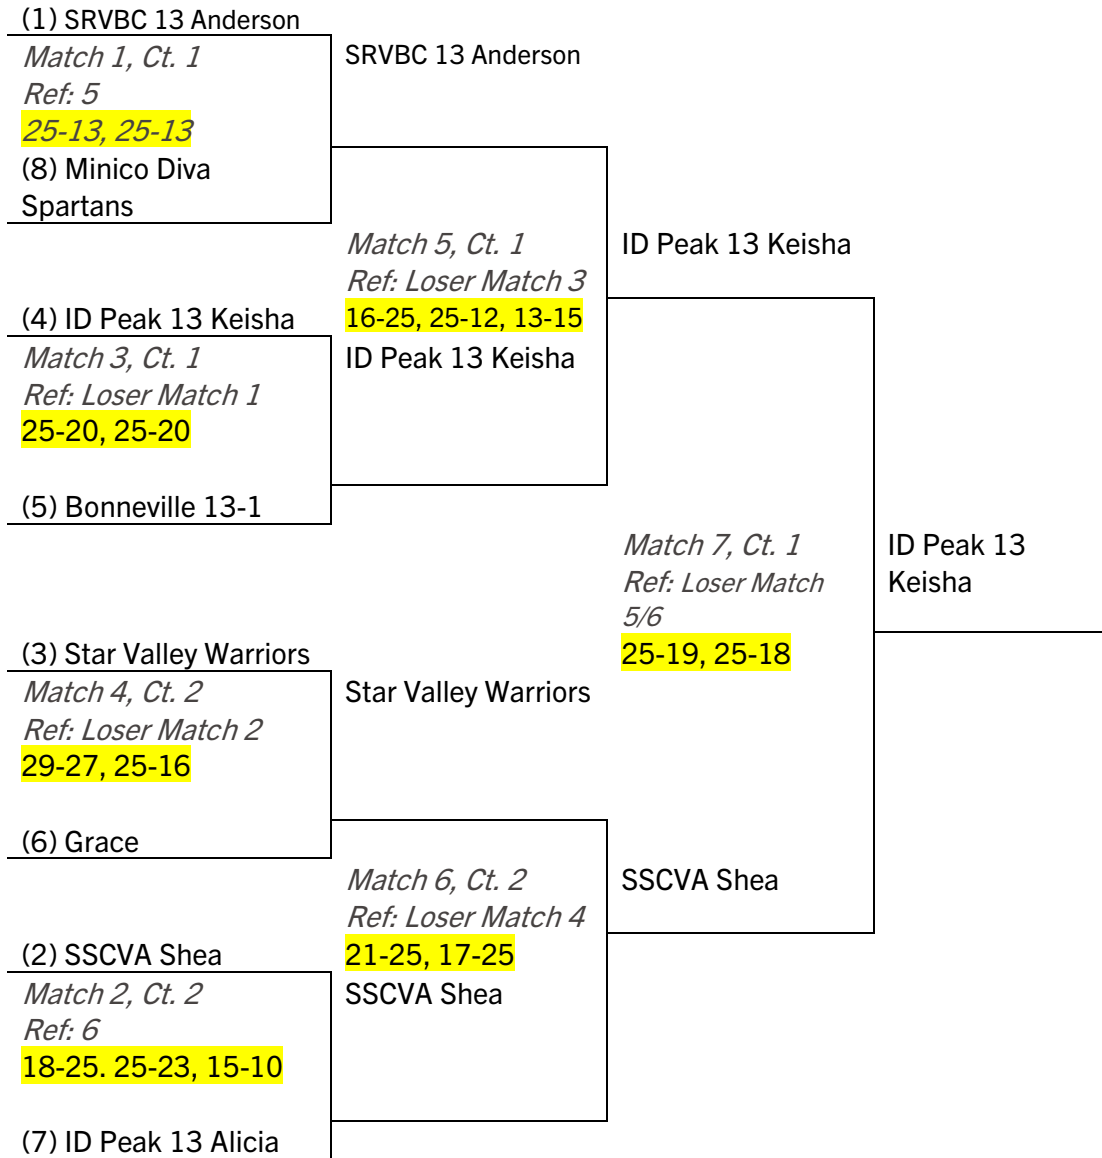 (1) SRVBC 13 Anderson
Match 1, Ct. 1
Ref: 5
25-13, 25-13
(8) Minico Diva
Spartans
SRVBC 13 Anderson
(4) ID Peak 13 Keisha
Match 3, Ct. 1
Ref: Loser Match 1
25-20, 25-20
(5) Bonneville 13-1
Match 5, Ct. 1
Ref: Loser Match 3
16-25, 25-12, 13-15
ID Peak 13 Keisha
ID Peak 13 Keisha
(3) Star Valley Warriors
Match 4, Ct. 2
Ref: Loser Match 2
29-27, 25-16
(6) Grace
Star Valley Warriors
(2) SSCVA Shea
Match 2, Ct. 2
Ref: 6
18-25. 25-23, 15-10
(7) ID Peak 13 Alicia
Match 6, Ct. 2
Ref: Loser Match 4
21-25, 17-25
SSCVA Shea
SSCVA Shea
Match 7, Ct. 1
Ref: Loser Match
5/6
25-19, 25-18
ID Peak 13
Keisha